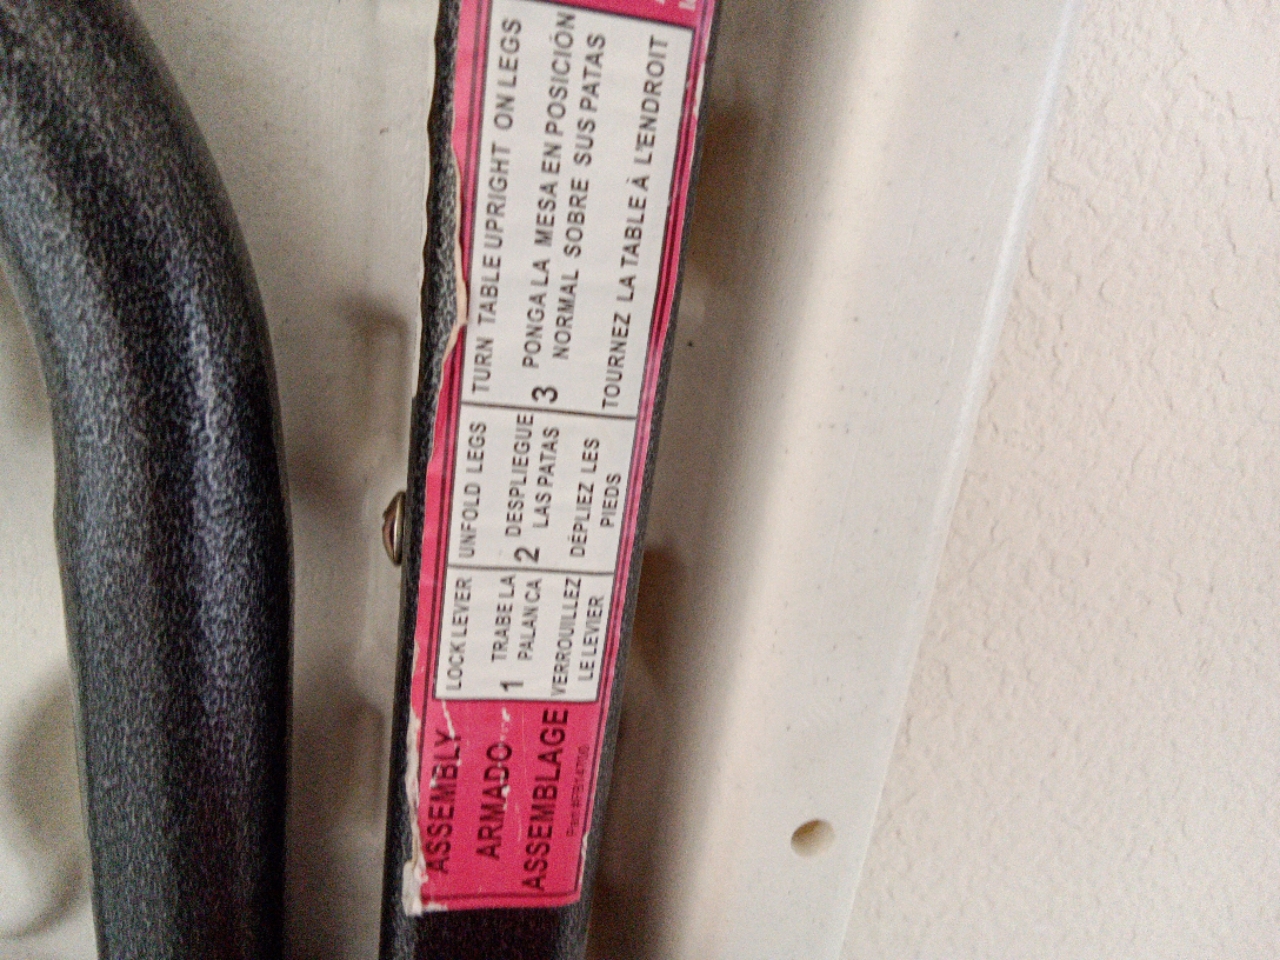 ASSEMBLY
ARMADO
ASSEMBLAGE
LOCK LEVER
1 TRABE LA
PALANCA
VERROUILLEZ
LE LEVIER
UNFOLD LEGS
2 DESPLIEGUE
LAS PATAS
DÉPLIEZ LES
PIEDS
TURN TABLE UPRIGHT ON LEGS
3 PONGA LA MESA EN POSICIÓN
NORMAL SOBRE SUS PATAS
TOURNEZ LA TABLE À L'ENDROIT